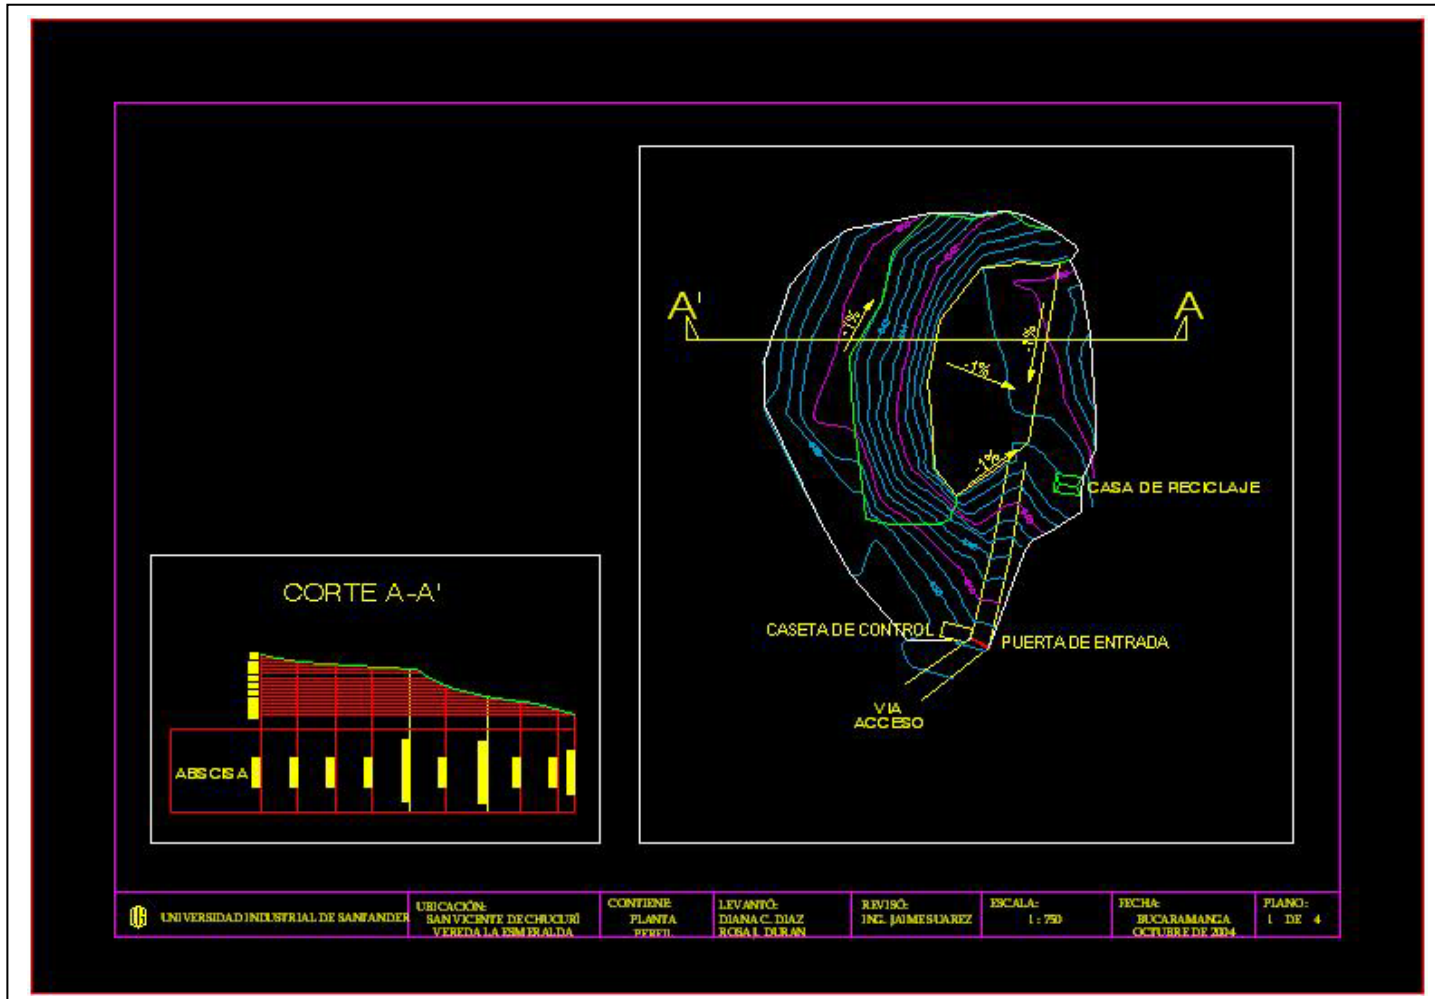 A'
A
-1%
-1%
-1%
-1%
CASA DE RECICLAJE
CORTE A-A'
CASETA DE CONTROL
PUERTA DE ENTRADA
VIA
ACCESO
ABSCISA
UNIVERSIDAD INDUSTRIAL DE SANTANDER
UBICACIÓN:
SAN VICENTE DE CHUCURÍ
VEREDA LA ESMERALDA
CONTIENE
PLANTA
PERFIL
LEVANTÓ:
DIANA C. DIAZ
ROSA J. DURAN
REVISÓ:
ING. JAIME SUAREZ
ESCALA:
1 : 750
FECHA:
BUCARAMANGA
OCTUBRE DE 2004
PLANO:
1 DE 4